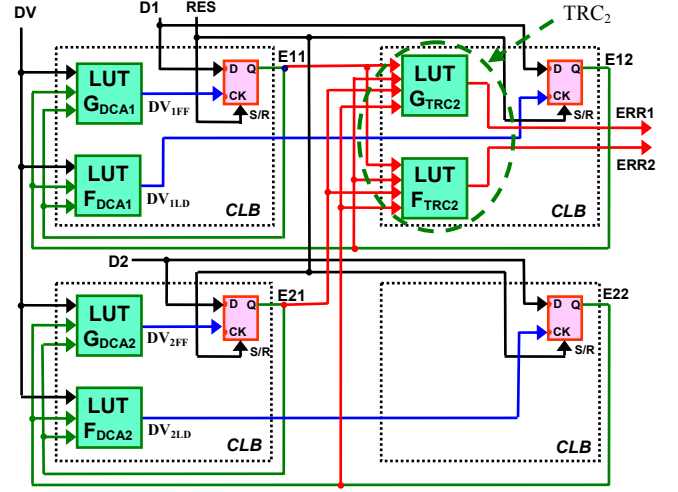 DV
D1
RES
TRC2
LUT
GDCA1
DV1FF
D Q
CK
S/R
E11
LUT
FDCA1
DV1LD
CLB
LUT
GTRC2
D Q
CK
S/R
E12
ERR1
ERR2
LUT
FTRC2
CLB
D2
LUT
GDCA2
DV2FF
D Q
CK
S/R
E21
LUT
FDCA2
DV2LD
CLB
D Q
CK
S/R
E22
CLB